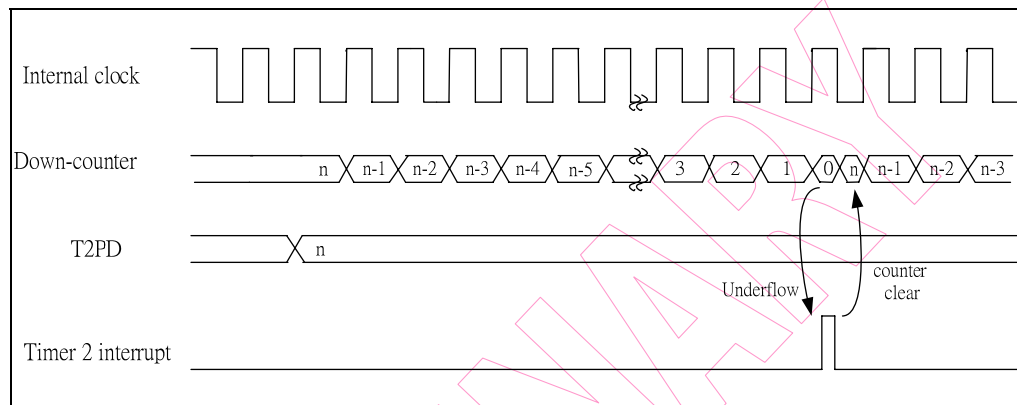 Internal clock
Down-counter n n-1 n-2 n-3 n-4 n-5 3 2 1 0 n n-1 n-2 n-3
T2PD n
Underflow
counter
clear
Timer 2 interrupt